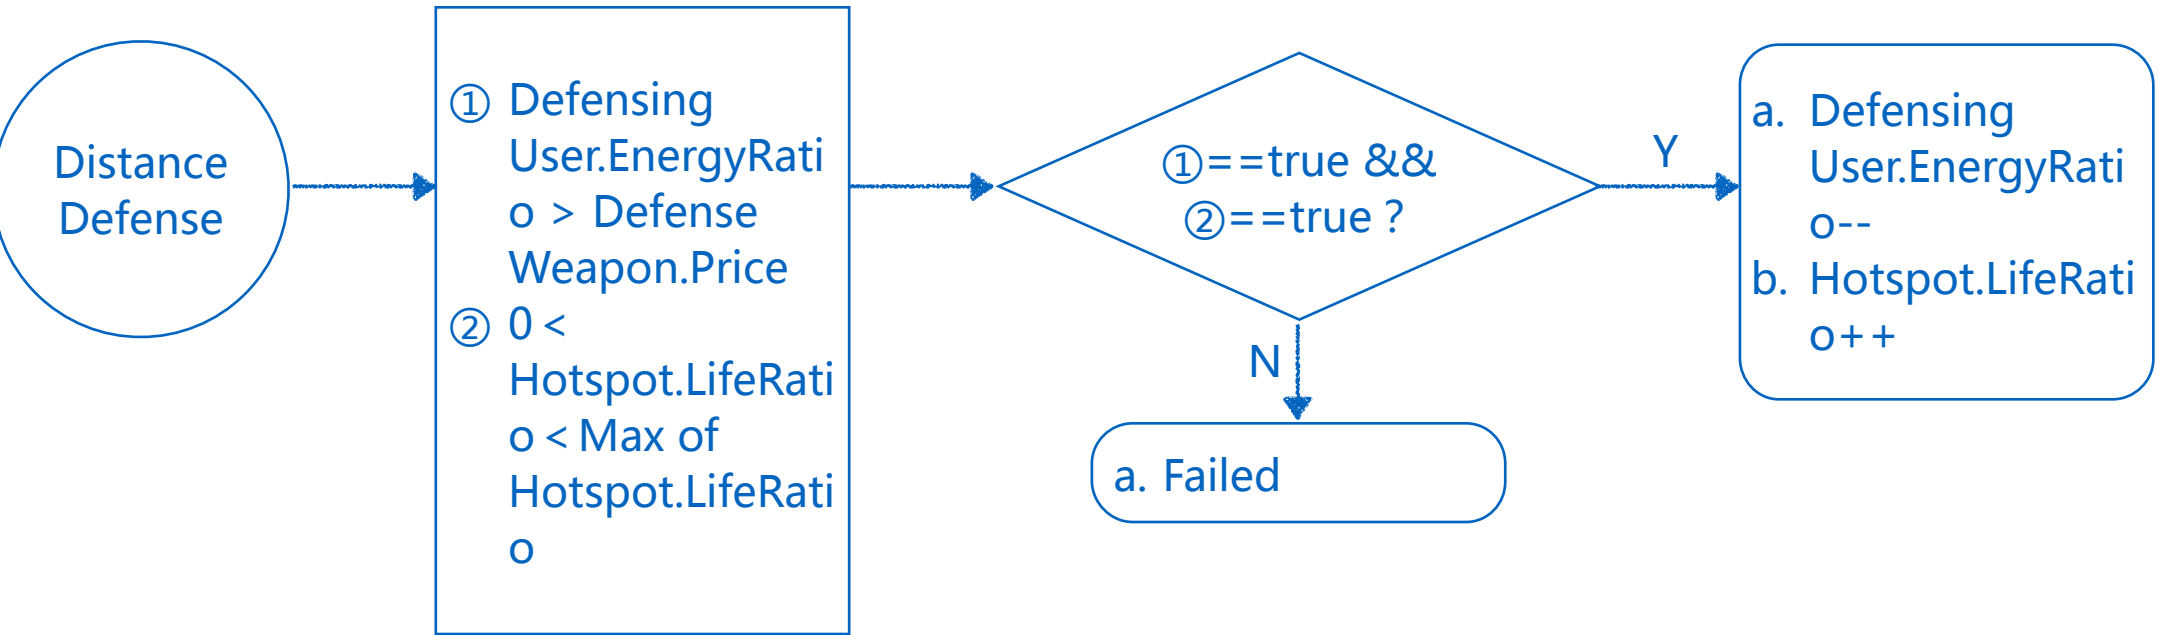 Distance
Defense
① Defensing
User.EnergyRati
o > Defense
Weapon.Price
② 0 <
Hotspot.LifeRati
o < Max of
Hotspot.LifeRati
o
①==true &&
②==true ?
Y
N
a. Failed
a. Defensing
User.EnergyRati
o--
b. Hotspot.LifeRati
o++